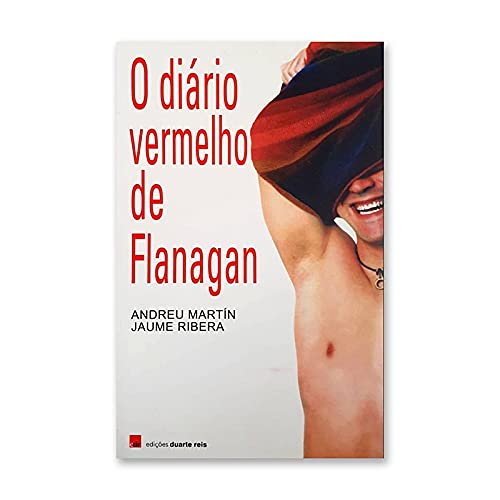 O diário
vermelho
de
Flanagan
ANDREU MARTÍN
JAUME RIBERA
edições duarte reis